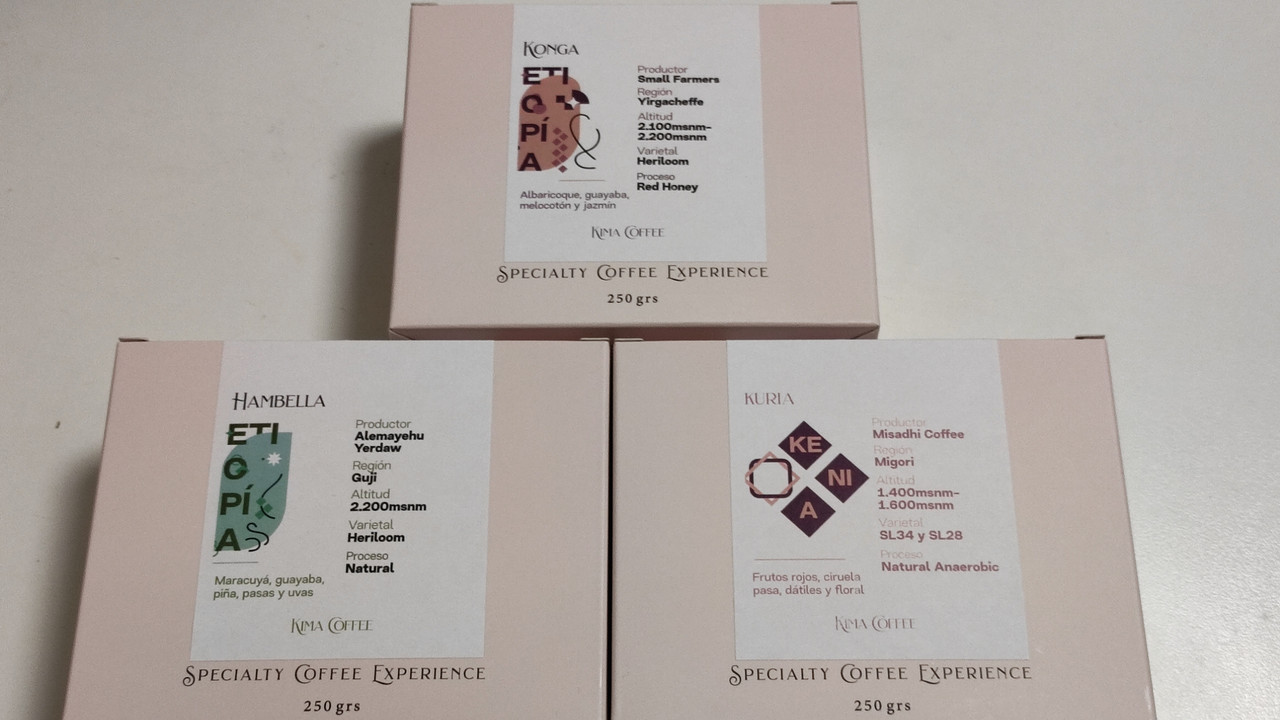 KONGA
ETI
O
PÍ
A
Productor
Small Farmers
Región
Yirgacheffe
Altitud
2.100msnm-
2.200msnm
Varietal
Heriloom
Proceso
Red Honey
Albaricoque, guayaba,
melocotón y jazmín
KIMA COFFEE
SPECIALTY COFFEE EXPERIENCE
250 grs
HAMBELLA
ETI
O
PÍ
A
Productor
Alemayehu
Yerdaw
Región
Guji
Altitud
2.200msnm
Varietal
Heriloom
Proceso
Natural
Maracuyá, guayaba,
piña, pasas y uvas
KIMA COFFEE
SPECIALTY COFFEE EXPERIENCE
250 grs
KURIA
KE
NI
A
Productor
Misadhi Coffee
Región
Migori
Altitud
1.400msnm-
1.600msnm
Varietal
SL34 y SL28
Proceso
Natural Anaerobic
Frutos rojos, ciruela
pasa, dátiles y floral
KIMA COFFEE
SPECIALTY COFFEE EXPERIENCE
250 grs